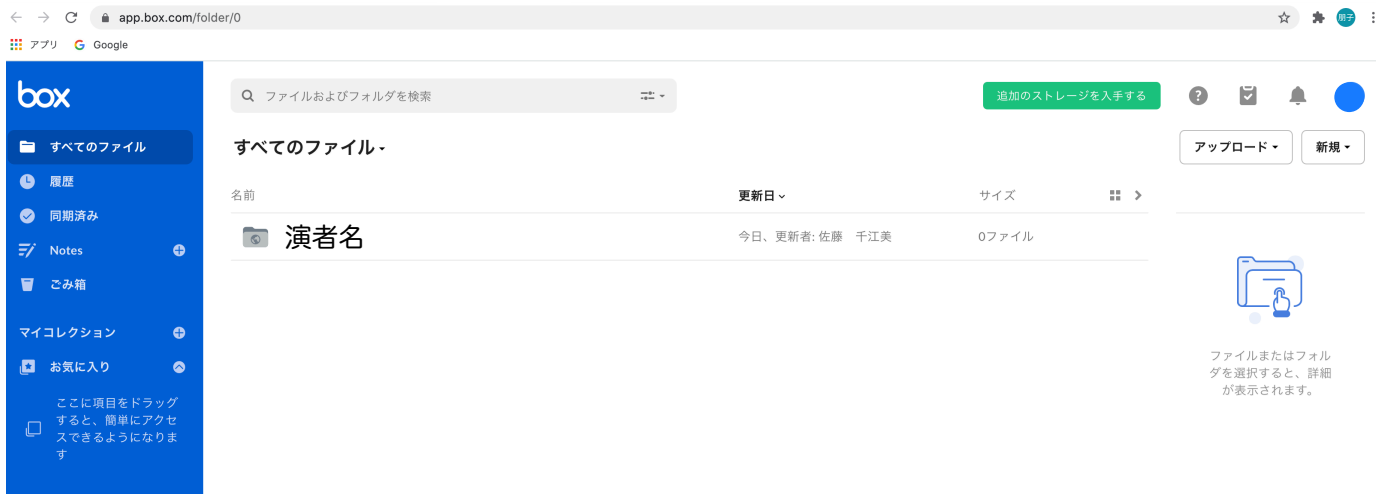 app.box.com/folder/0
朋子
アプリ
Google
box
ファイルおよびフォルダを検索
追加のストレージを入手する
すべてのファイル
すべてのファイル
アップロード
新規
履歴
名前
更新日
サイズ
同期済み
演者名
今日、更新者: 佐藤　千江美
0ファイル
Notes
ごみ箱
マイコレクション
お気に入り
ここに項目をドラッグ
すると、簡単にアクセ
スできるようになりま
す
ファイルまたはフォル
ダを選択すると、詳細
が表示されます。